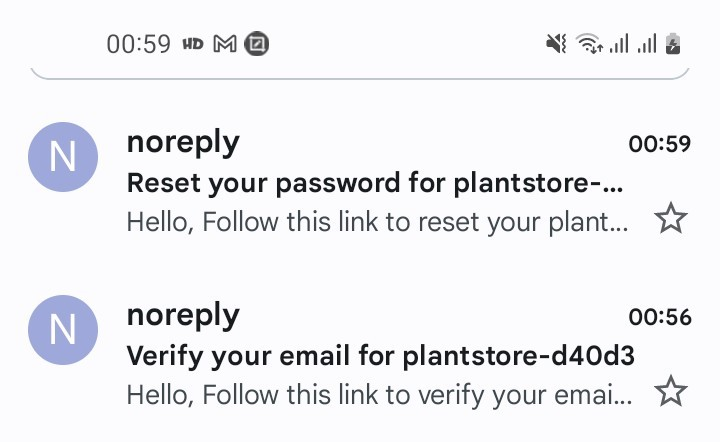 00:59 HD M
N
noreply 00:59
Reset your password for plantstore-...
Hello, Follow this link to reset your plant...
N
noreply 00:56
Verify your email for plantstore-d40d3
Hello, Follow this link to verify your emai...